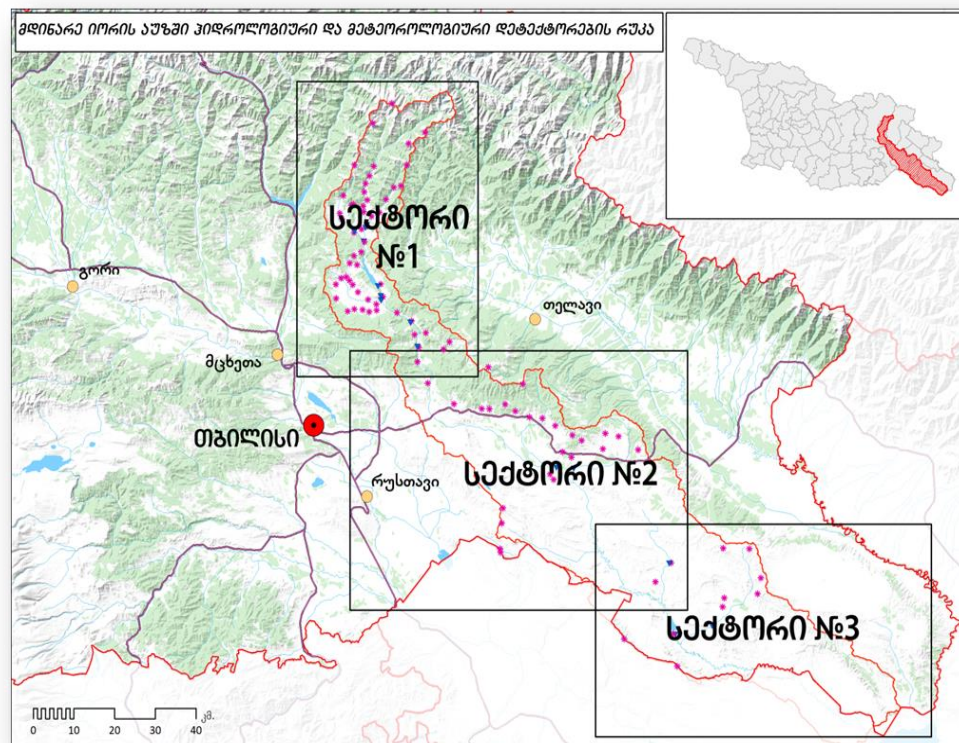 მდინარე იორის აუზში ჰიდროლოგიური და მეტეოროლოგიური დეტექტორების რუკა
სექტორი
№1
გორი
თელავი
მცხეთა
თბილისი
სექტორი №2
რუსთავი
სექტორი №3
კმ.
0 10 20 30 40